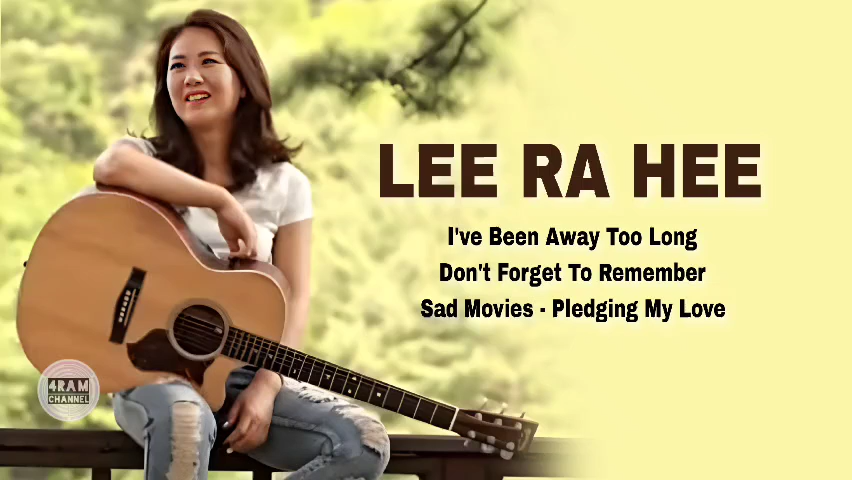 LEE RA HEE
I've Been Away Too Long
Don't Forget To Remember
Sad Movies - Pledging My Love
4RAM
CHANNEL